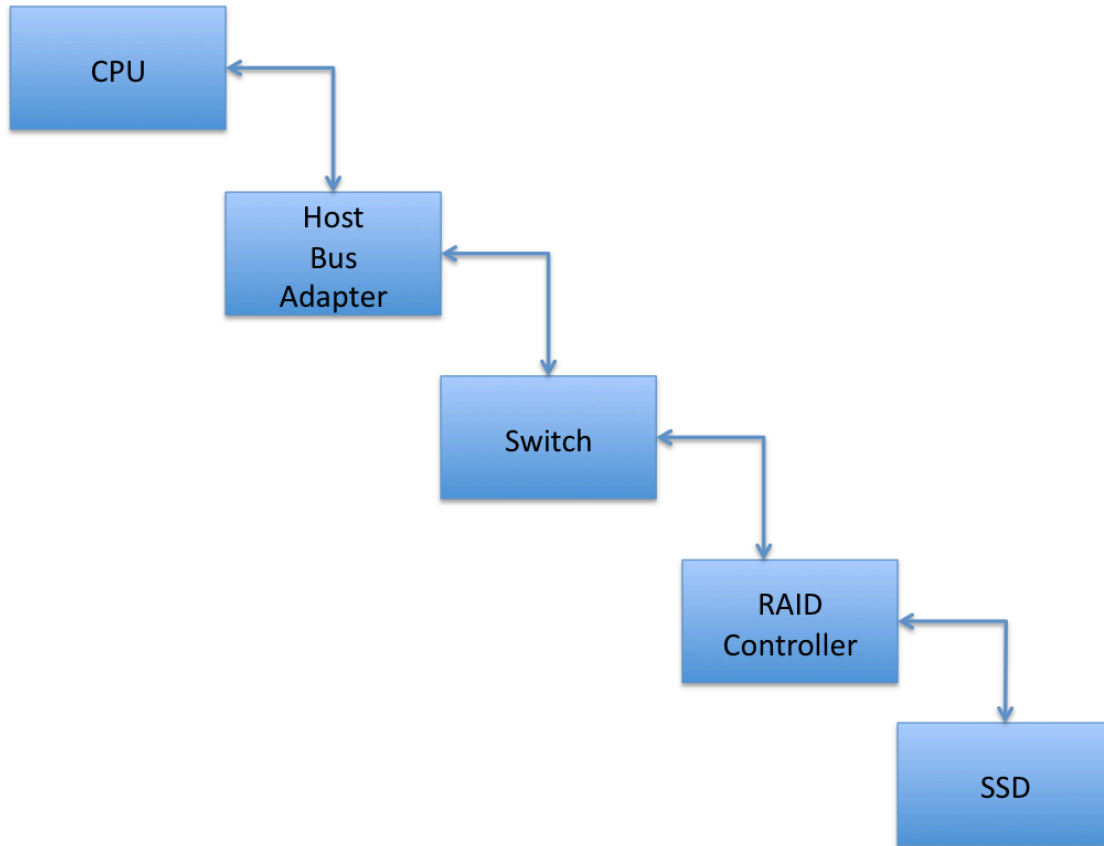 CPU
Host
Bus
Adapter
Switch
RAID
Controller
SSD